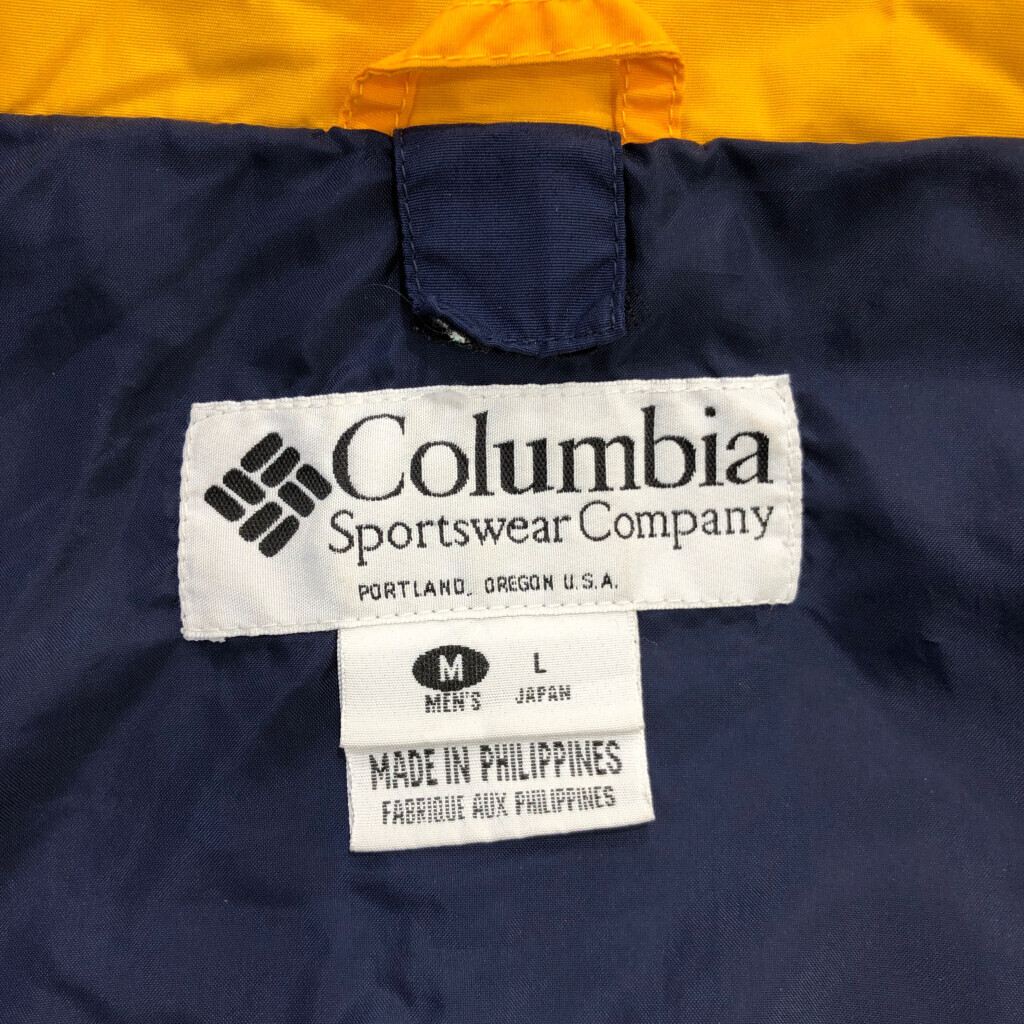 Columbia
Sportswear Company
PORTLAND, OREGON U.S.A.
M L
MEN'S JAPAN
MADE IN PHILIPPINES
FABRIQUE AUX PHILIPPINES